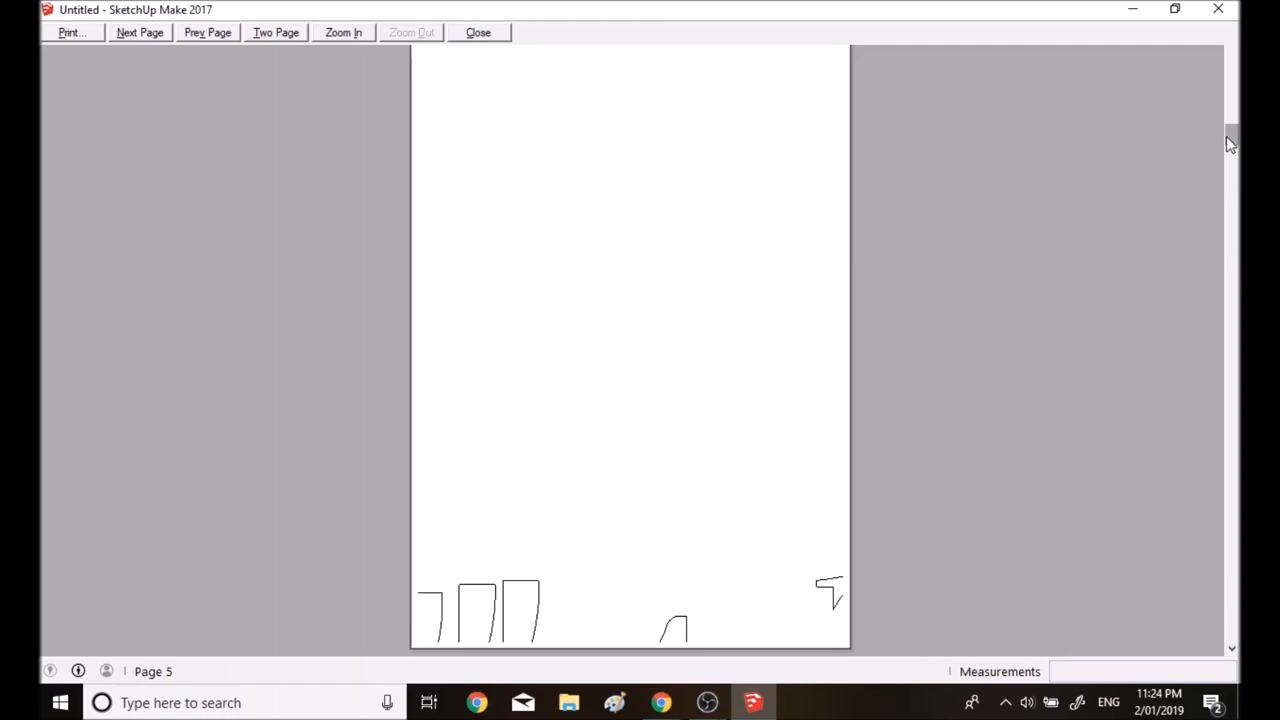 Untitled - SketchUp Make 2017
Print... Next Page Prev Page Two Page Zoom In Zoom Out Close
Page 5 Measurements
Type here to search ENG 11:24 PM
2/01/2019 2